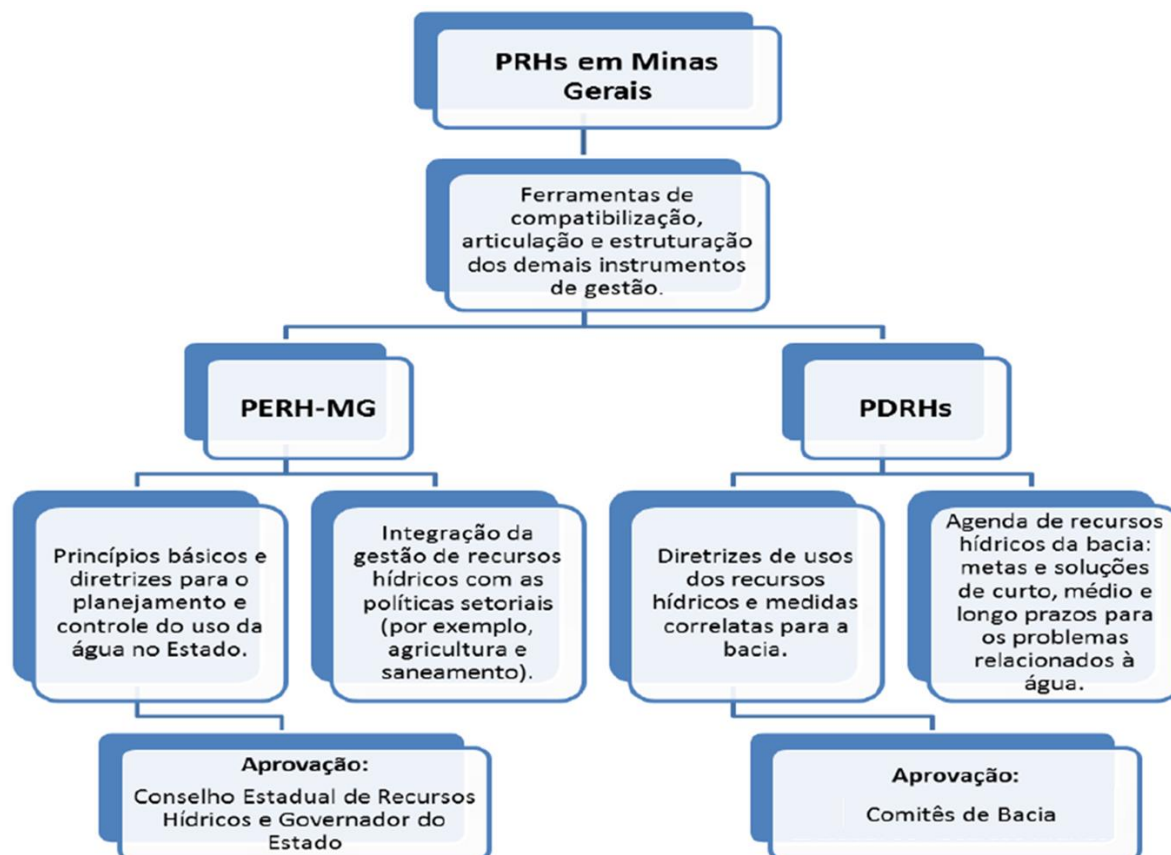 PRHs em Minas
Gerais
Ferramentas de
compatibilização,
articulação e estruturação
dos demais instrumentos
de gestão.
PERH-MG
PDRHs
Princípios básicos e
diretrizes para o
planejamento e
controle do uso da
água no Estado.
Integração da
gestão de recursos
hídricos com as
políticas setoriais
(por exemplo,
agricultura e
saneamento).
Diretrizes de usos
dos recursos
hídricos e medidas
correlatas para a
bacia.
Agenda de recursos
hídricos da bacia:
metas e soluções
de curto, médio e
longo prazos para
os problemas
relacionados à
água.
Aprovação:
Conselho Estadual de Recursos
Hídricos e Governador do
Estado
Aprovação:
Comitês de Bacia